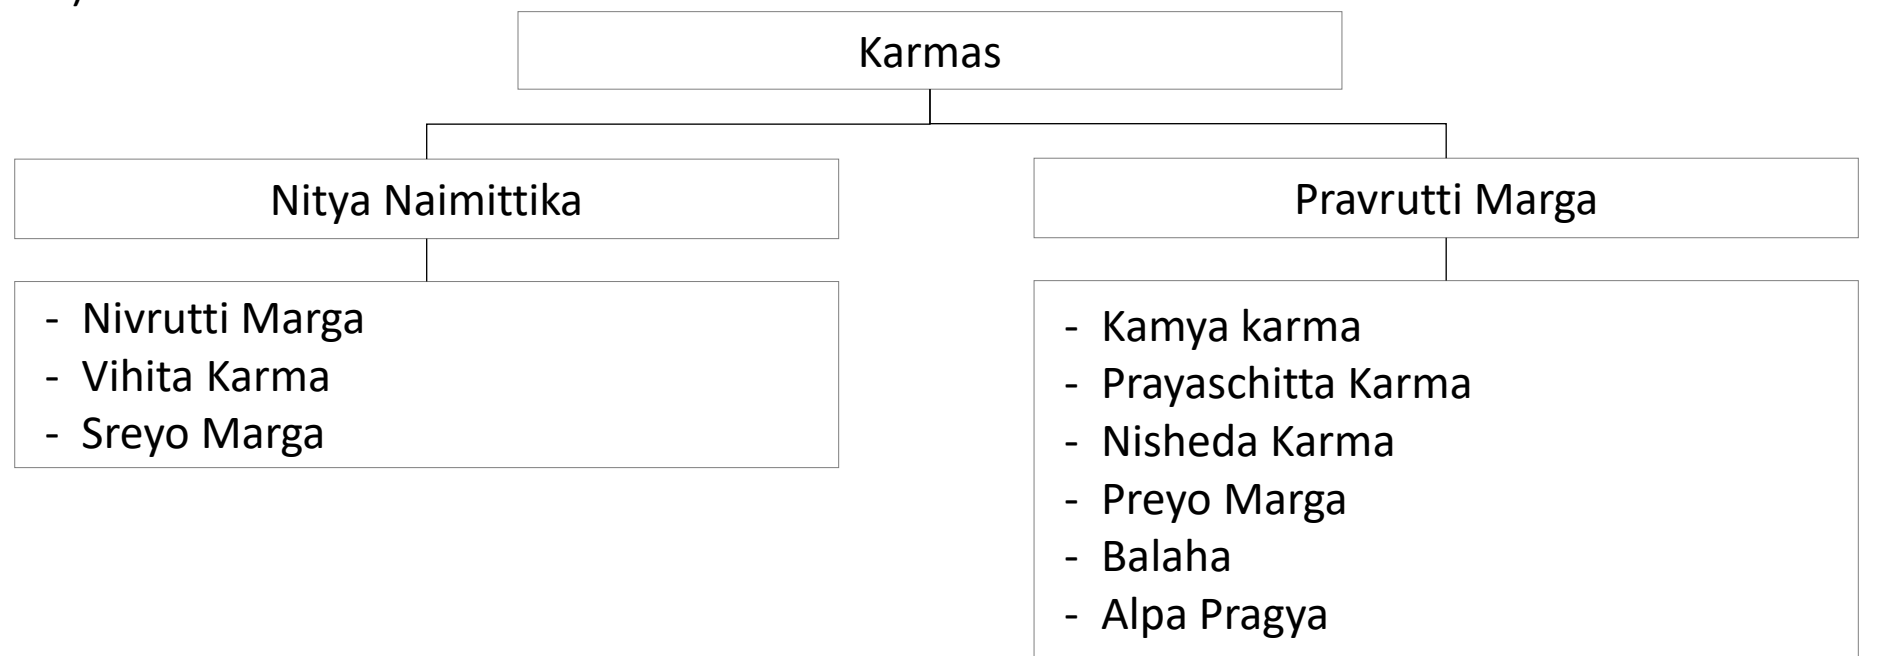 Karmas
Nitya Naimittika
Pravrutti Marga
- Nivrutti Marga
- Vihita Karma
- Sreyo Marga
- Kamya karma
- Prayaschitta Karma
- Nisheda Karma
- Preyo Marga
- Balaha
- Alpa Pragya